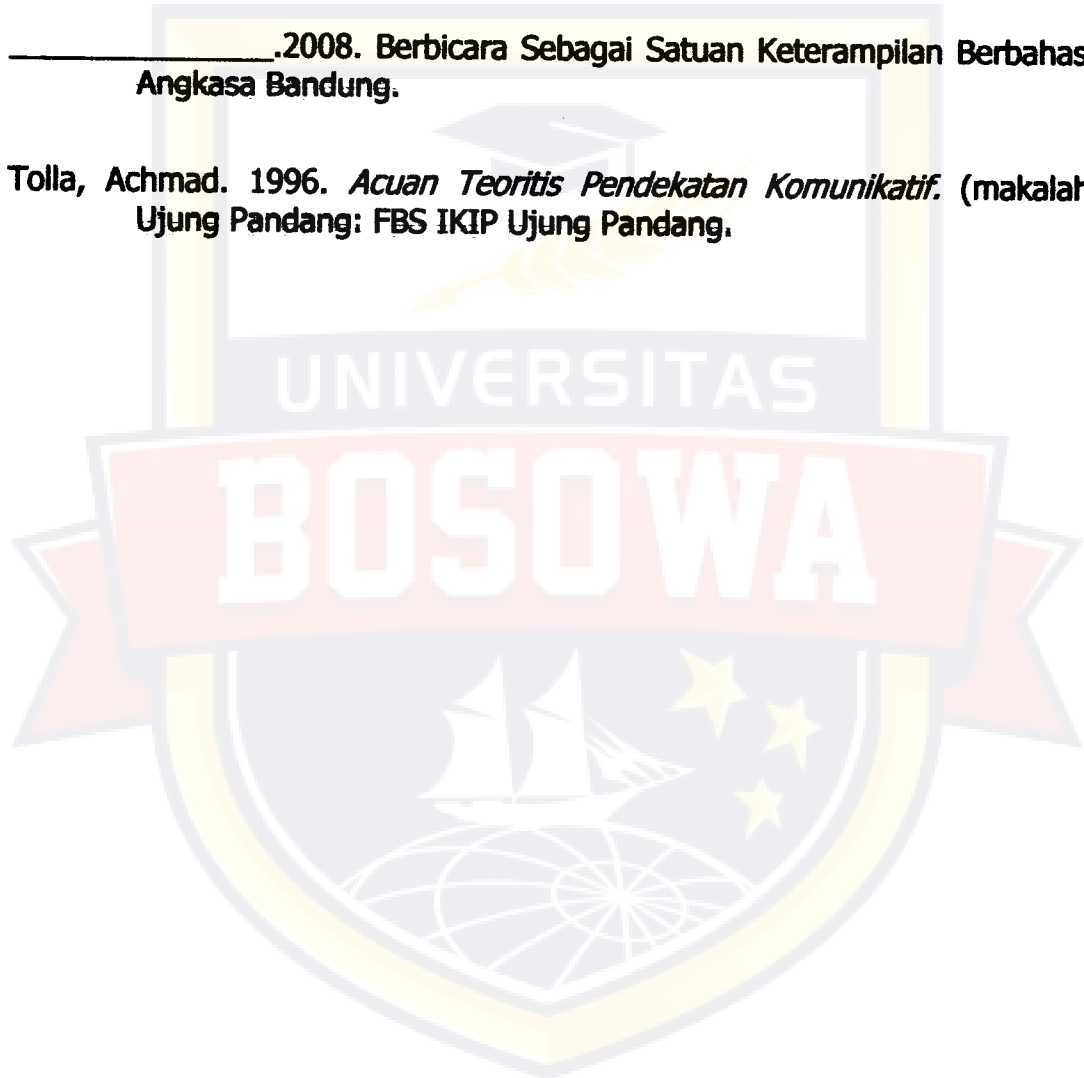 ______________.2008. Berbicara Sebagai Satuan Keterampilan Berbahas
Angkasa Bandung.
Tolla, Achmad. 1996. Acuan Teoritis Pendekatan Komunikatif. (makalah
Ujung Pandang: FBS IKIP Ujung Pandang.
UNIVERSITAS
BOSOWA